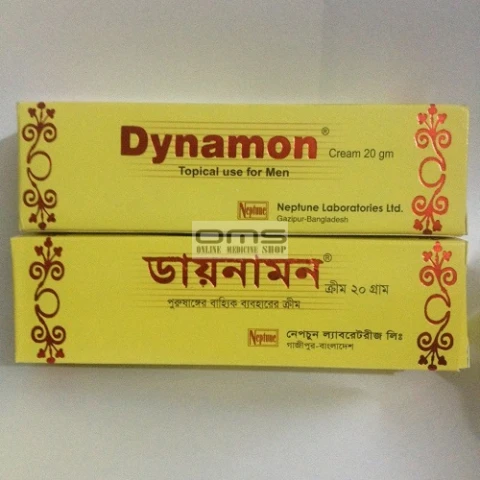 Dynamon®
Cream 20 gm
Topical use for Men
Neptune
Neptune Laboratories Ltd.
Gazipur-Bangladesh
oms
ONLINE MEDICINE SHOP
ডায়নামন®
ক্রীম ২০ গ্রাম
পুরুষাঙ্গের বাহ্যিক ব্যবহারের ক্রীম
Neptune
নেপচুন ল্যাবরেটরীজ লিঃ
গাজীপুর-বাংলাদেশ